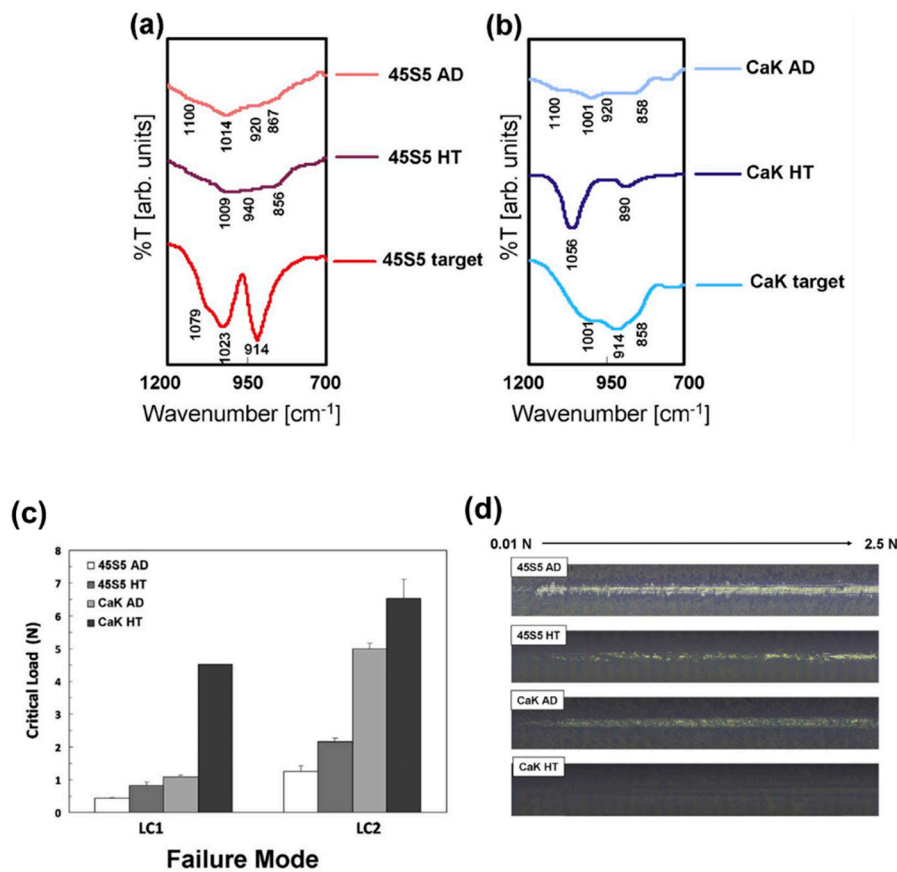 (a)
45S5 AD
1100
1014
920
867
45S5 HT
1009
940
856
45S5 target
1079
1023
914
%T [arb. units]
1200 950 700
Wavenumber [cm⁻¹]
(b)
CaK AD
1100
1001
920
858
CaK HT
1056
890
CaK target
1001
914
858
%T [arb. units]
1200 950 700
Wavenumber [cm⁻¹]
(c)
8
7
6
5
4
3
2
1
0
Critical Load (N)
45S5 AD
45S5 HT
CaK AD
CaK HT
LC1 LC2
Failure Mode
(d)
0.01 N 2.5 N
45S5 AD
45S5 HT
CaK AD
CaK HT